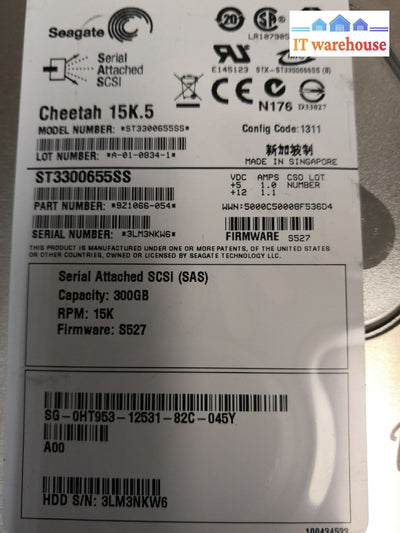 Seagate
IT warehouse
LR107905
Serial
Attached
SCSI
E145123 STX-ST3300655SS (B)
N176 D33027
Cheetah 15K.5
MODEL NUMBER: *ST3300655SS*
Config Code:1311
LOT NUMBER: *A-01-0834-1*
新加坡制
MADE IN SINGAPORE
ST3300655SS
VDC AMPS CSO LOT
+5 1.0 NUMBER
+12 1.1
PART NUMBER: *9Z1066-054*
WWN:5000C5000BF536D4
SERIAL NUMBER: *3LM3NKW6*
FIRMWARE S527
THIS PRODUCT IS MANUFACTURED UNDER ONE OR MORE PATENTS, OF THE UNITED STATES
OR OTHER COUNTRIES, OWNED OR LICENSED BY SEAGATE TECHNOLOGY LLC.
Serial Attached SCSI (SAS)
Capacity: 300GB
RPM: 15K
Firmware: S527
SG-0HT953-12531-82C-045Y
A00
HDD S/N: 3LM3NKW6